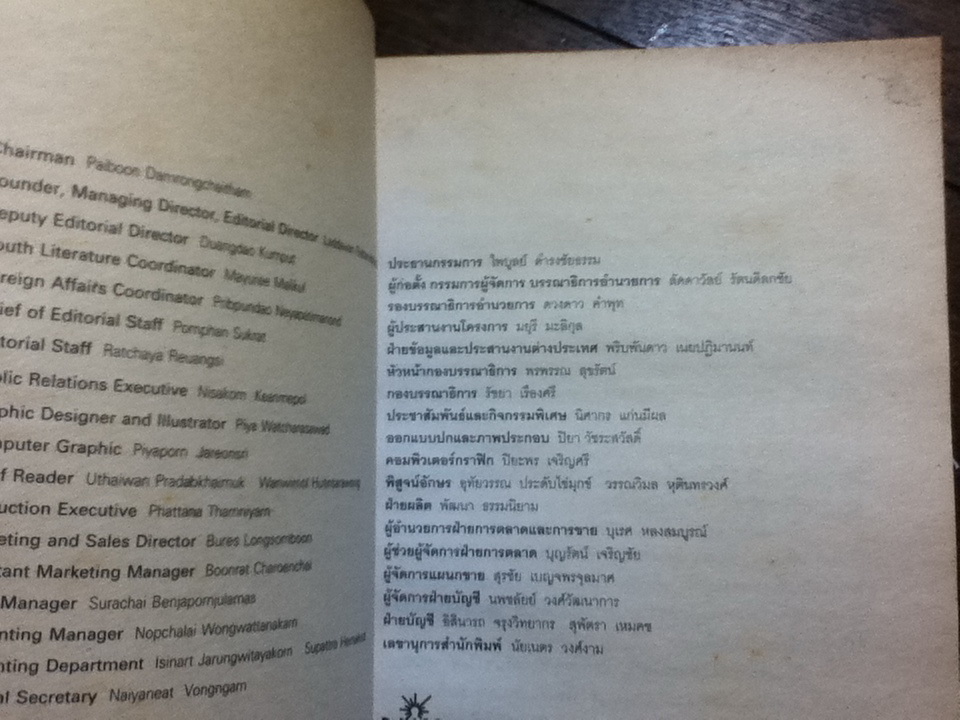 Chairman Paiboon Damrongchaitham
ounder, Managing Director, Editorial Director
eputy Editorial Director Duangdao Kumput
outh Literature Coordinator Mayuree Malikul
reign Affairs Coordinator Pribpundao Nayapatimanond
ief of Editorial Staff Pornphan Sukrat
torial Staff Ratchaya Reuangsi
lic Relations Executive Nisakorn Keanmepol
phic Designer and Illustrator Piya Watcharasawad
puter Graphic Piyaporn Jareonsri
f Reader Uthaiwan Pradabkhaimuk Wanwimol
uction Executive Phattana Thamniyam
eting and Sales Director Bures Longsomboon
tant Marketing Manager Boonrat Charoenchai
Manager Surachai Benjapornjulamas
nting Manager Nopchalai Wongwattanakarn
nting Department Isinart Jarungwitayakorn Supattra
al Secretary Naiyaneat Vongngam
ประธานกรรมการ ไพบูลย์ ดำรงชัยธรรม
ผู้ก่อตั้ง กรรมการผู้จัดการ บรรณาธิการอำนวยการ ลัดดาวัลย์ รัตนดิลกชัย
รองบรรณาธิการอำนวยการ ดวงดาว คำพุท
ผู้ประสานงานโครงการ มยุรี มะลิกุล
ฝ่ายข้อมูลและประสานงานต่างประเทศ พริบพันดาว เนยปฏิมานนท์
หัวหน้ากองบรรณาธิการ พรพรรณ สุขรัตน์
กองบรรณาธิการ รัชยา เรืองศรี
ประชาสัมพันธ์และกิจกรรมพิเศษ นิศากร แก่นมีผล
ออกแบบปกและภาพประกอบ ปิยา วัชระสวัสดิ์
คอมพิวเตอร์กราฟิก ปิยะพร เจริญศรี
พิสูจน์อักษร อุทัยวรรณ ประดับไข่มุกข์ วรรณวิมล หุตินทรวงศ์
ฝ่ายผลิต พัฒนา ธรรมนิยาม
ผู้อำนวยการฝ่ายการตลาดและการขาย บุเรศ หลงสมบูรณ์
ผู้ช่วยผู้จัดการฝ่ายการตลาด บุญรัตน์ เจริญชัย
ผู้จัดการแผนกขาย สุรชัย เบญจพรจุลมาศ
ผู้จัดการฝ่ายบัญชี นพชลัยย์ วงศ์วัฒนาการ
ฝ่ายบัญชี อิสินารถ จรุงวิทยากร สุพัตรา เหมคช
เลขานุการสำนักพิมพ์ นัยเนตร วงศ์งาม